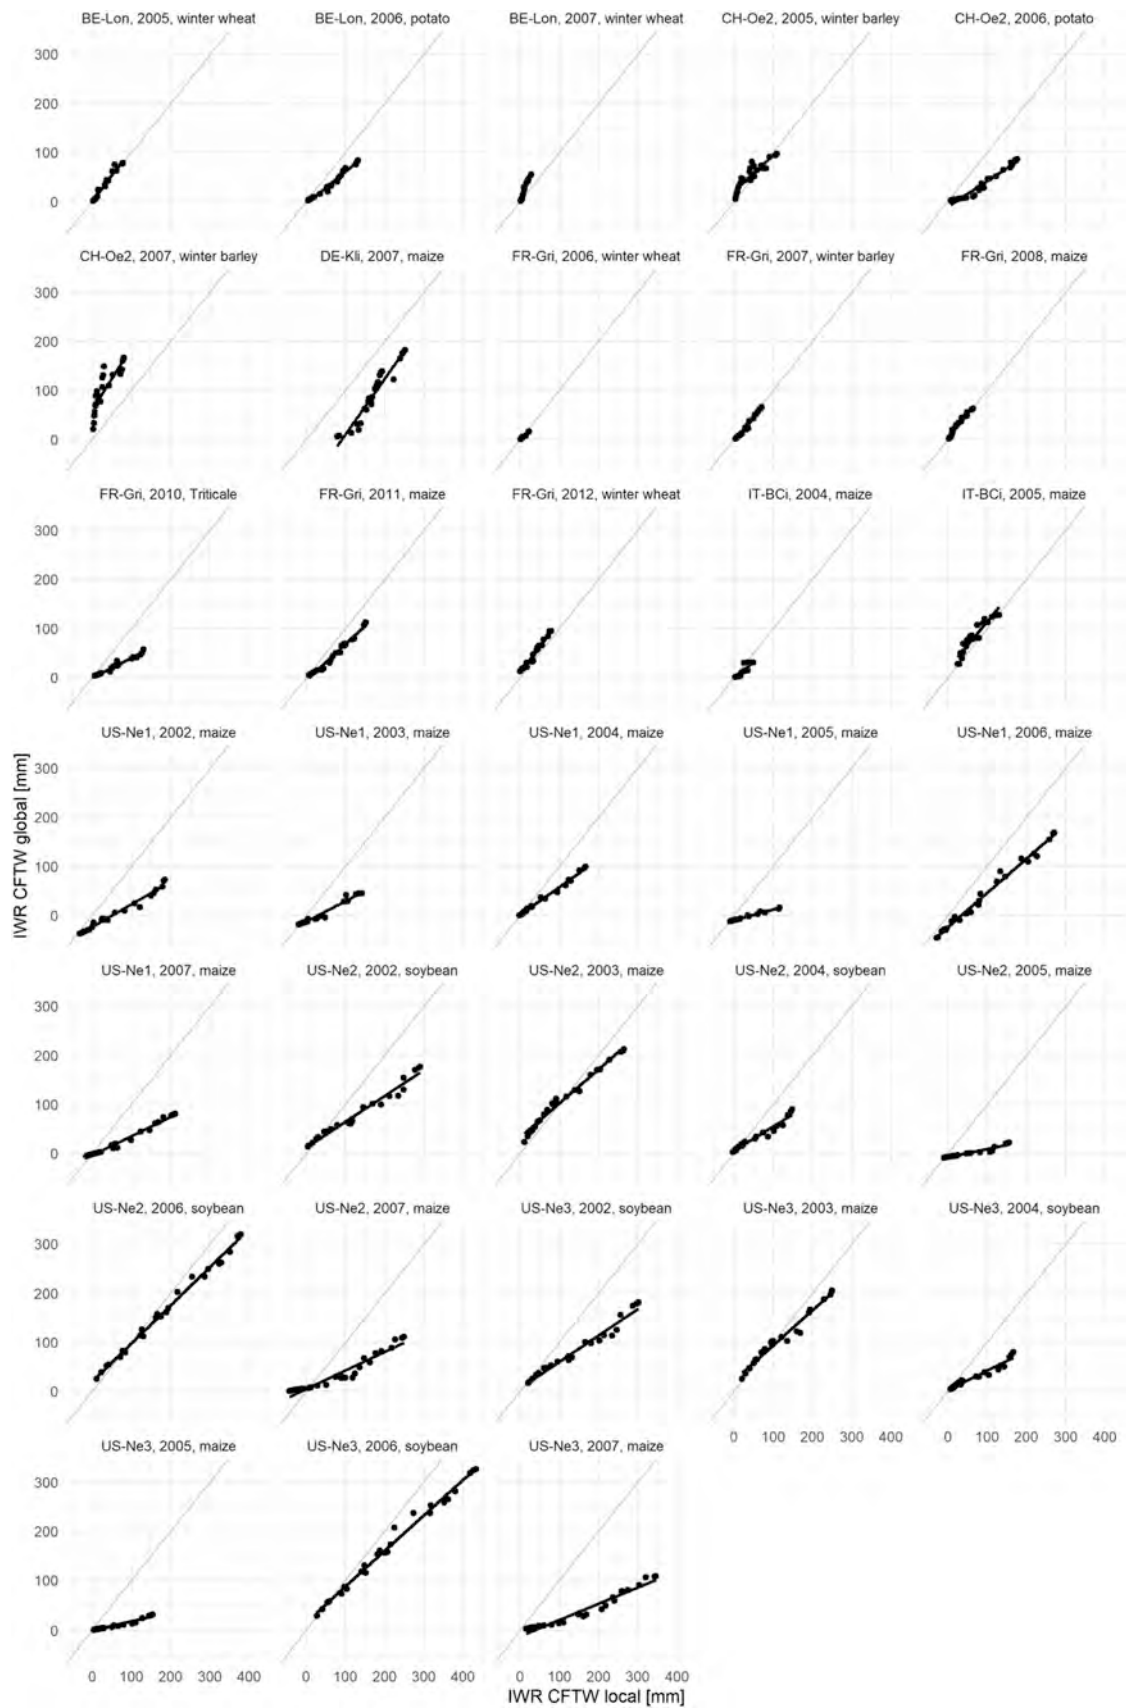 BE-Lon, 2005, winter wheat
BE-Lon, 2006, potato
BE-Lon, 2007, winter wheat
CH-Oe2, 2005, winter barley
CH-Oe2, 2006, potato
300
200
100
0
CH-Oe2, 2007, winter barley
DE-Kli, 2007, maize
FR-Gri, 2006, winter wheat
FR-Gri, 2007, winter barley
FR-Gri, 2008, maize
300
200
100
0
FR-Gri, 2010, Triticale
FR-Gri, 2011, maize
FR-Gri, 2012, winter wheat
IT-BCi, 2004, maize
IT-BCi, 2005, maize
300
200
100
0
US-Ne1, 2002, maize
US-Ne1, 2003, maize
US-Ne1, 2004, maize
US-Ne1, 2005, maize
US-Ne1, 2006, maize
300
200
100
0
IWR CFTW global [mm]
US-Ne1, 2007, maize
US-Ne2, 2002, soybean
US-Ne2, 2003, maize
US-Ne2, 2004, soybean
US-Ne2, 2005, maize
300
200
100
0
US-Ne2, 2006, soybean
US-Ne2, 2007, maize
US-Ne3, 2002, soybean
US-Ne3, 2003, maize
US-Ne3, 2004, soybean
300
200
100
0
0 100 200 300 400
0 100 200 300 400
US-Ne3, 2005, maize
US-Ne3, 2006, soybean
US-Ne3, 2007, maize
300
200
100
0
0 100 200 300 400
0 100 200 300 400
0 100 200 300 400
IWR CFTW local [mm]